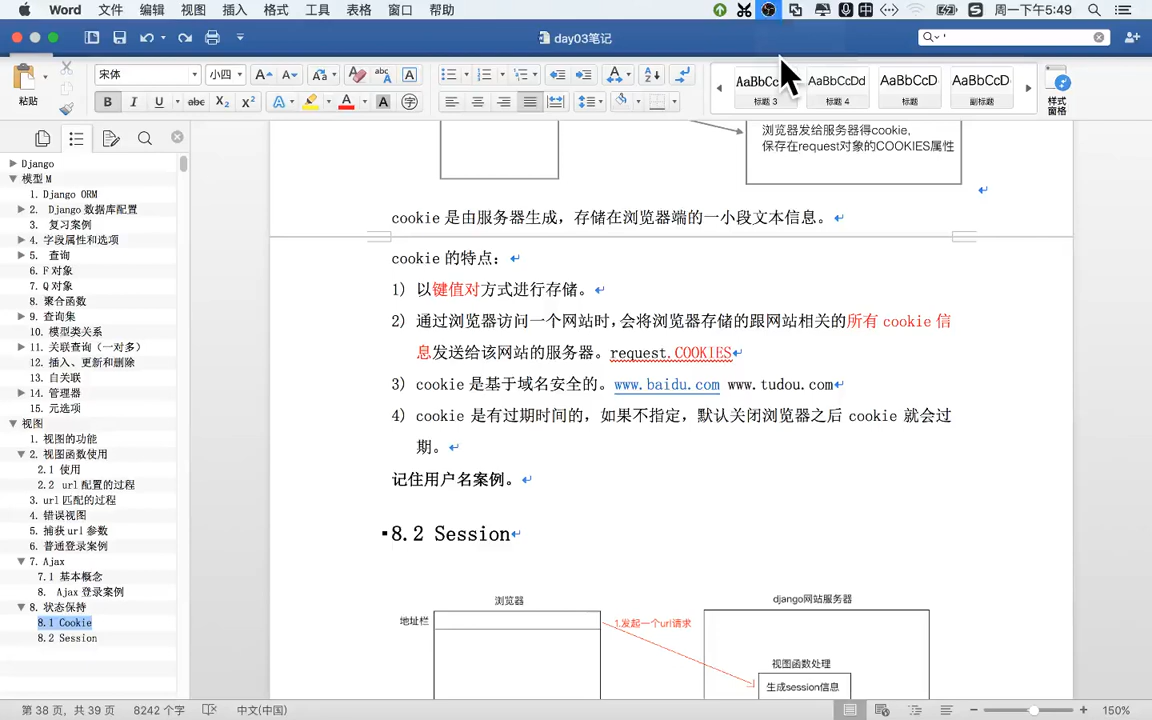 Word 文件 编辑 视图 插入 格式 工具 表格 窗口 帮助 周一下午5:49
day03笔记
粘贴
宋体 小四
标题 3
AaBbCcDd
标题 4
AaBbCcD
标题
AaBbCcD
副标题
样式
窗格
Django
模型 M
1. Django ORM
2. Django 数据库配置
3. 复习案例
4. 字段属性和选项
5. 查询
6. F 对象
7. Q 对象
8. 聚合函数
9. 查询集
10. 模型类关系
11. 关联查询（一对多）
12. 插入、更新和删除
13. 自关联
14. 管理器
15. 元选项
视图
1. 视图的功能
2. 视图函数使用
2.1 使用
2.2 url 配置的过程
3. url 匹配的过程
4. 错误视图
5. 捕获 url 参数
6. 普通登录案例
7. Ajax
7.1 基本概念
8. Ajax 登录案例
8. 状态保持
8.1 Cookie
8.2 Session
浏览器发给服务器得cookie,
保存在request对象的COOKIES属性
cookie 是由服务器生成，存储在浏览器端的一小段文本信息。
cookie 的特点：
1) 以键值对方式进行存储。
2) 通过浏览器访问一个网站时，会将浏览器存储的跟网站相关的所有 cookie 信
息发送给该网站的服务器。request.COOKIES
3) cookie 是基于域名安全的。www.baidu.com www.tudou.com
4) cookie 是有过期时间的，如果不指定，默认关闭浏览器之后 cookie 就会过
期。
记住用户名案例。
8.2 Session
浏览器
django网站服务器
地址栏
1.发起一个url请求
视图函数处理
生成session信息
第 38 页，共 39 页 8242 个字 中文(中国) 150%